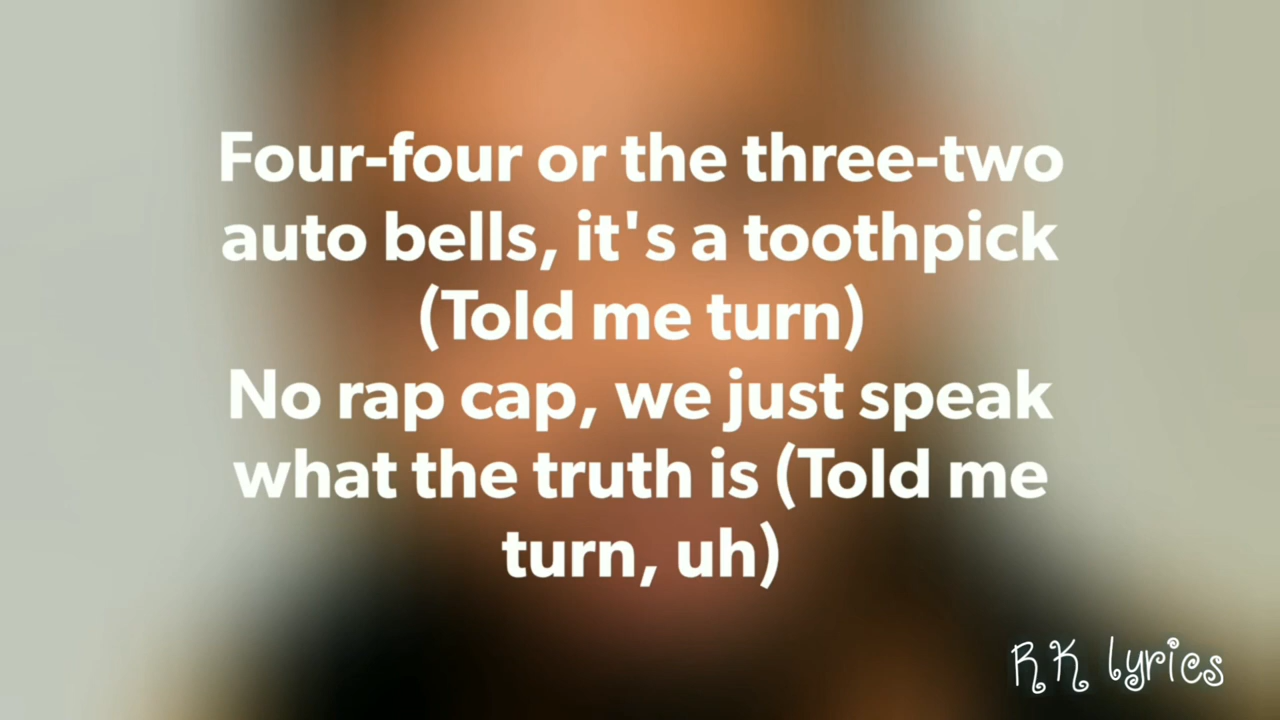 Four-four or the three-two
auto bells, it's a toothpick
(Told me turn)
No rap cap, we just speak
what the truth is (Told me
turn, uh)
RK lyrics